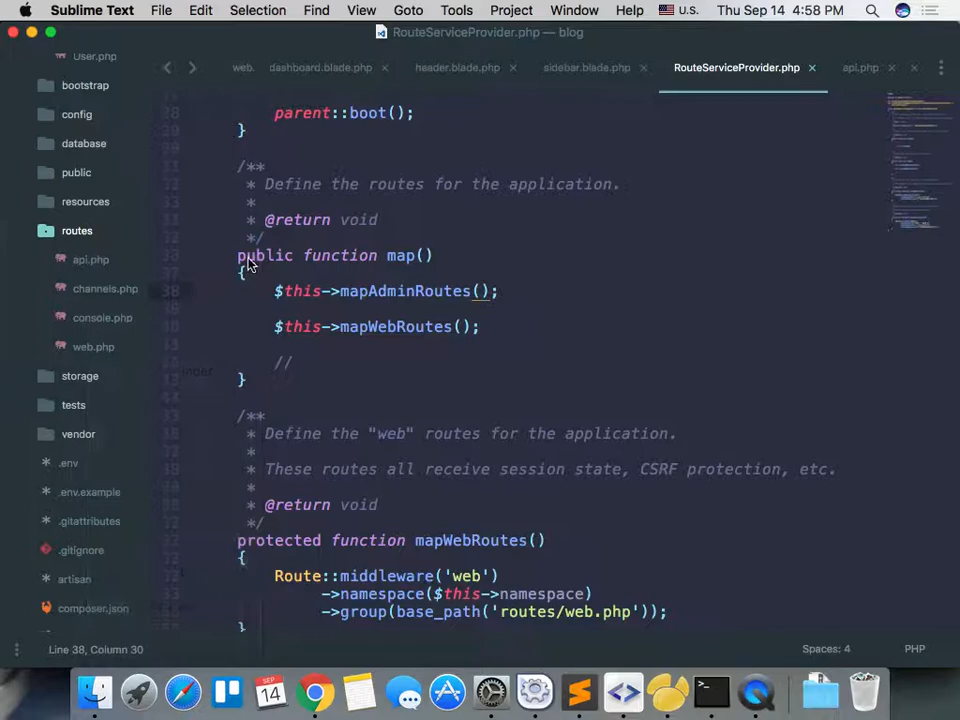 Sublime Text File Edit Selection Find View Goto Tools Project Window Help U.S. Thu Sep 14 4:58 PM
RouteServiceProvider.php — blog
User.php
bootstrap
config
database
public
resources
routes
api.php
channels.php
console.php
web.php
storage
tests
vendor
.env
.env.example
.gitattributes
.gitignore
artisan
composer.json
web. dashboard.blade.php × header.blade.php × sidebar.blade.php × RouteServiceProvider.php × api.php × ×
parent::boot();
}
/**
* Define the routes for the application.
*
* @return void
*/
public function map()
{
38 $this->mapAdminRoutes();
$this->mapWebRoutes();
//
}
/**
* Define the "web" routes for the application.
*
* These routes all receive session state, CSRF protection, etc.
*
* @return void
*/
protected function mapWebRoutes()
{
Route::middleware('web')
->namespace($this->namespace)
->group(base_path('routes/web.php'));
}
Line 38, Column 30 Spaces: 4 PHP
SEP
14